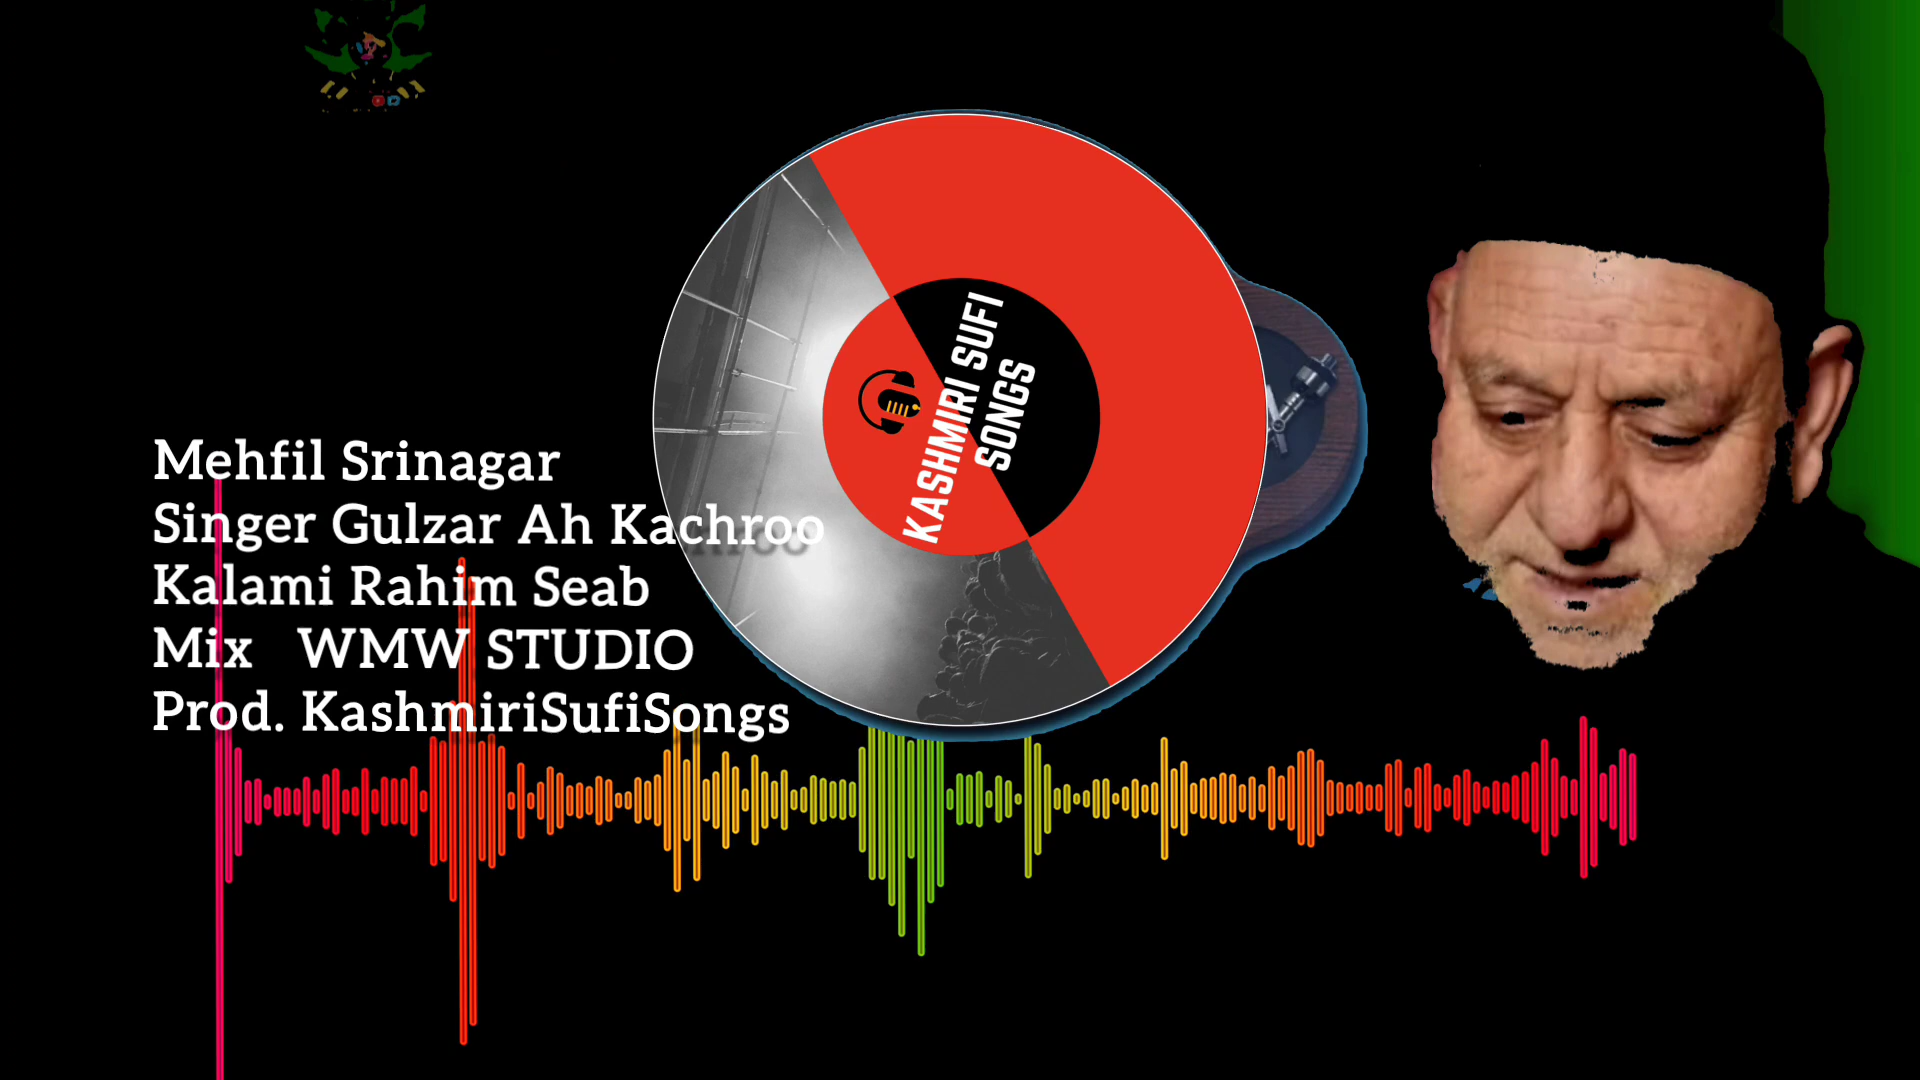 Mehfil Srinagar
Singer Gulzar Ah Kachroo
Kalami Rahim Seab
Mix WMW STUDIO
Prod. KashmiriSufiSongs
KASHMIRI SUFI
SONGS